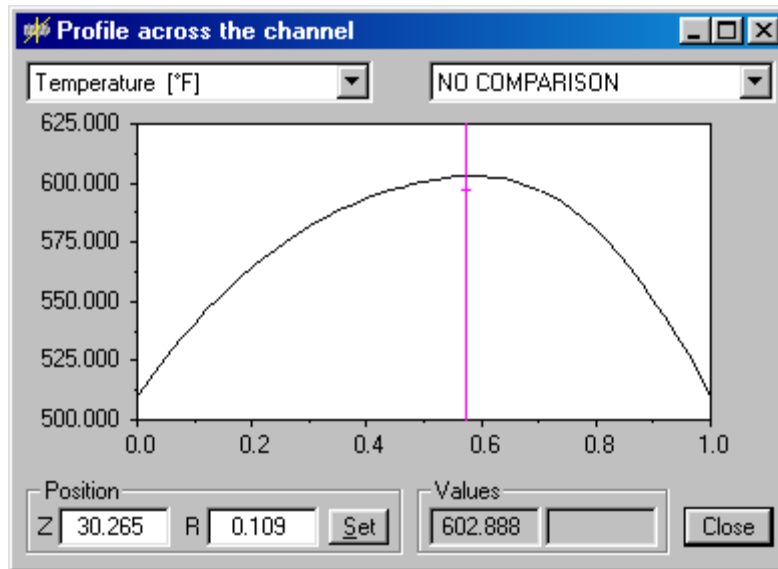 Profile across the channel
Temperature [°F]
NO COMPARISON
625.000
600.000
575.000
550.000
525.000
500.000
0.0 0.2 0.4 0.6 0.8 1.0
Position
Values
Z 30.265 R 0.109 Set
602.888
Close